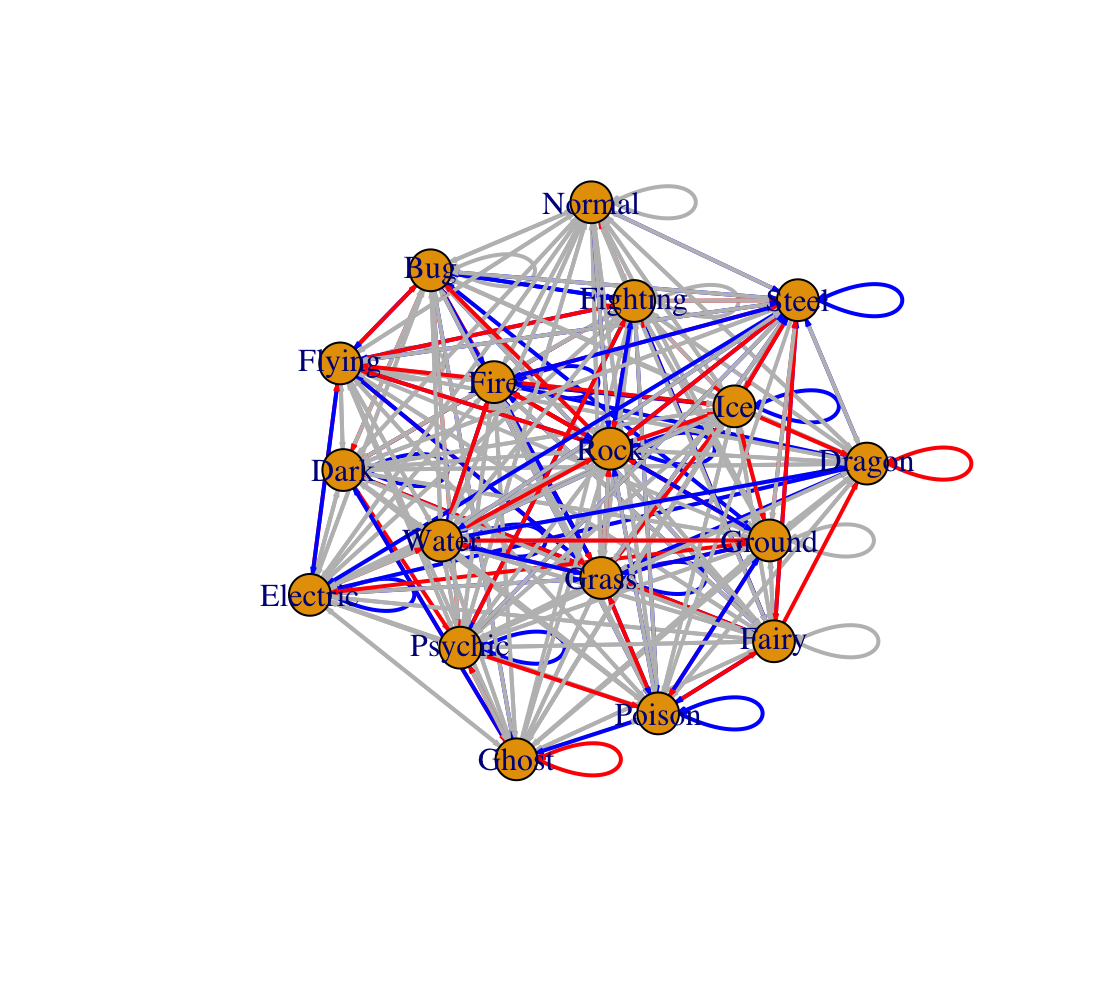 Normal
Bug
Fighting
Steel
Flying
Fire
Ice
Rock
Dragon
Dark
Water
Ground
Grass
Electric
Psychic
Fairy
Poison
Ghost